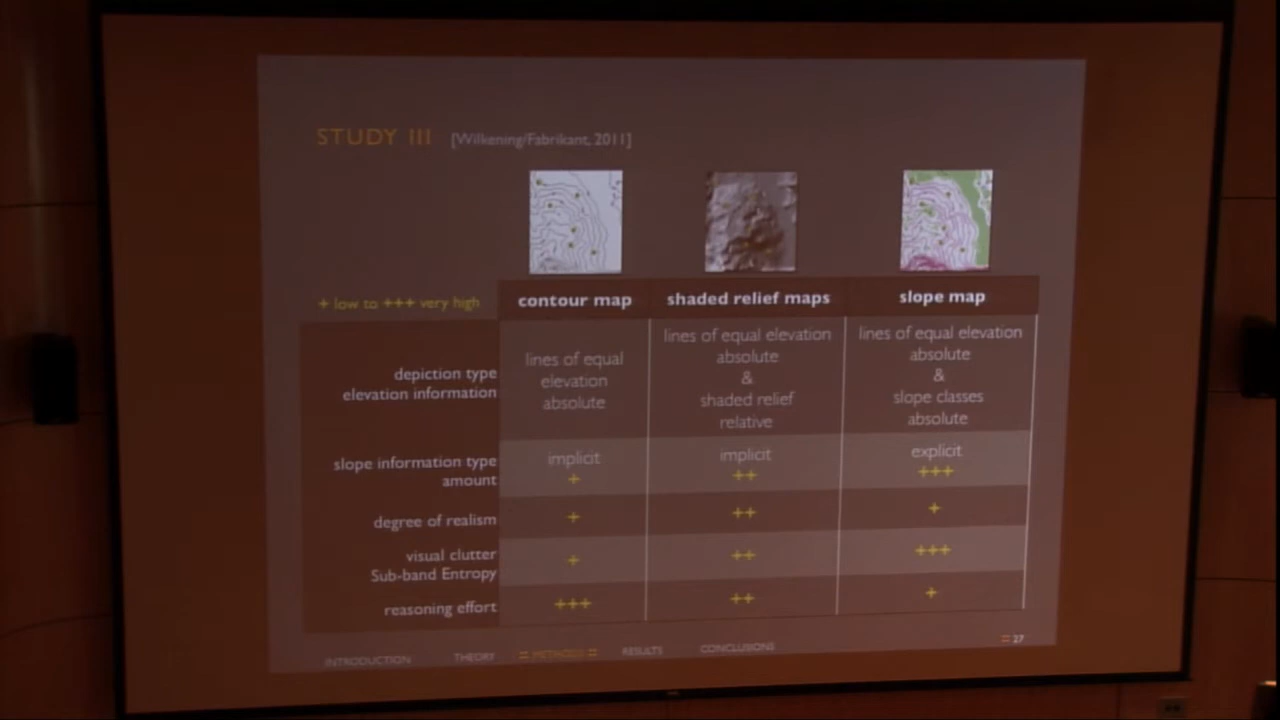 STUDY III [Wilkening/Fabrikant, 2011]
+ low to +++ very high
contour map
shaded relief maps
slope map
depiction type
elevation information
lines of equal
elevation
absolute
lines of equal elevation
absolute
&
shaded relief
relative
lines of equal elevation
absolute
&
slope classes
absolute
slope information type
amount
implicit
+
implicit
++
explicit
+++
degree of realism
+
++
+
visual clutter
Sub-band Entropy
+
++
+++
reasoning effort
+++
++
+
INTRODUCTION THEORY :: METHODS :: RESULTS CONCLUSIONS
:: 27